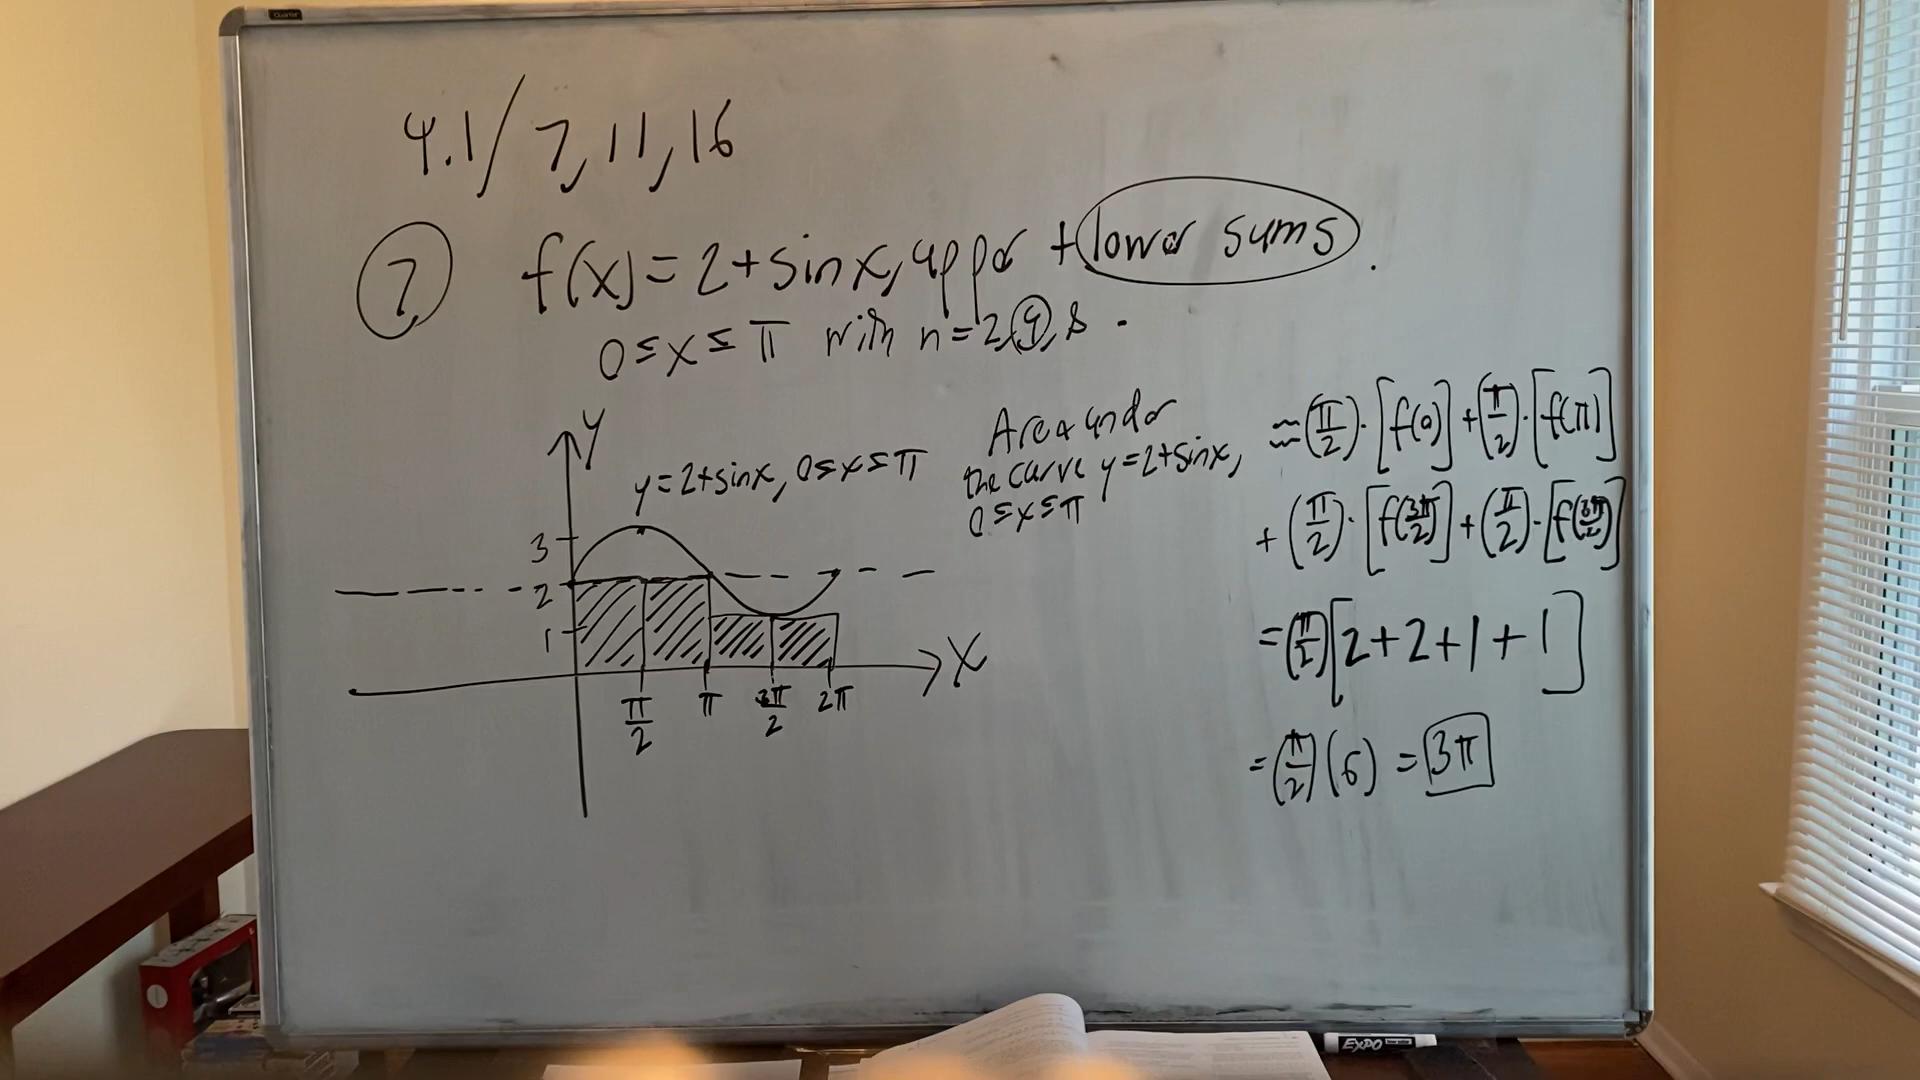 Quartet
4.1/7,11,16
7 f(x)=2+sinx, upper + lower sums.
0≤x≤π with n=2,4,8.
y
y=2+sinx, 0≤x≤π
3
2
1
x
π/2 π 3π/2 2π
Area under
the curve y=2+sinx,
0≤x≤π
≈(π/2)·[f(0)]+(π/2)·[f(π)]
+(π/2)·[f(3π/2)]+(π/2)·[f(3π/2)]
=(π/2)[2+2+1+1]
=(π/2)(6)=3π
EXPO